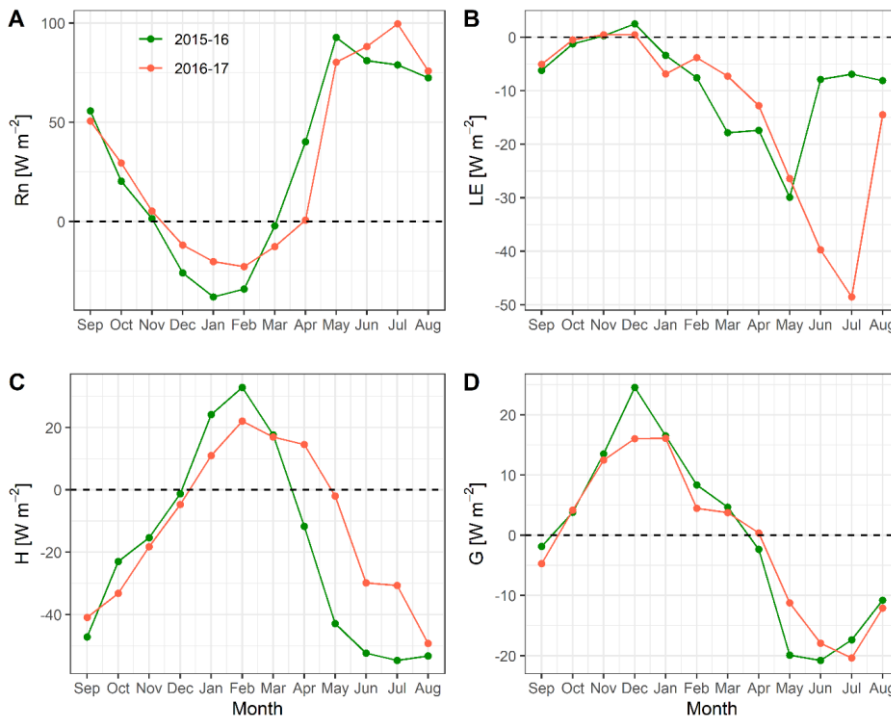 A
100
50
0
Rn [W m⁻²]
2015-16
2016-17
Sep Oct Nov Dec Jan Feb Mar Apr May Jun Jul Aug
B
0
-10
-20
-30
-40
-50
LE [W m⁻²]
Sep Oct Nov Dec Jan Feb Mar Apr May Jun Jul Aug
C
20
0
-20
-40
H [W m⁻²]
Sep Oct Nov Dec Jan Feb Mar Apr May Jun Jul Aug
Month
D
20
10
0
-10
-20
G [W m⁻²]
Sep Oct Nov Dec Jan Feb Mar Apr May Jun Jul Aug
Month